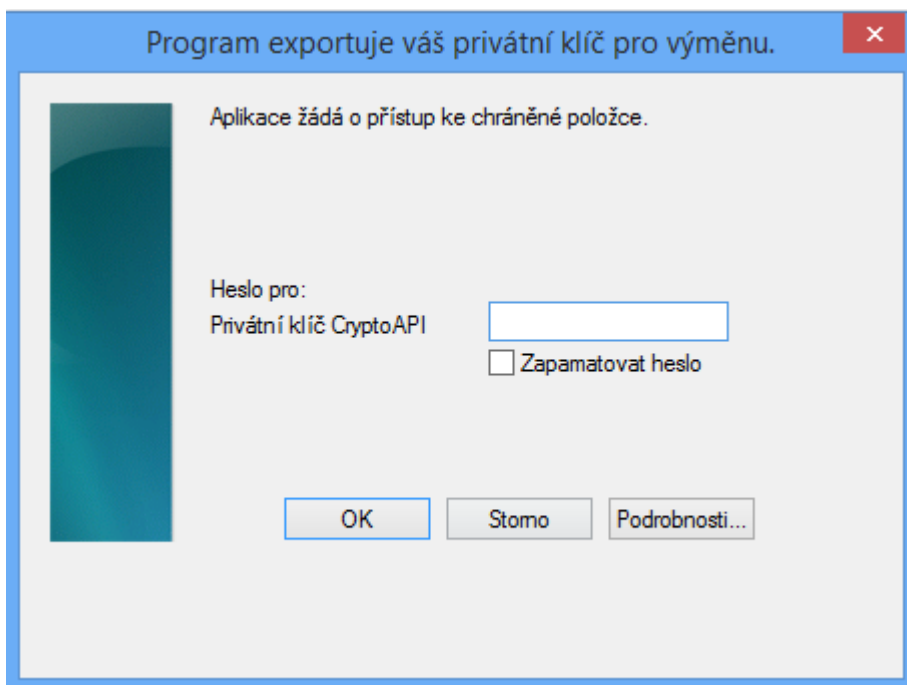 Program exportuje váš privátní klíč pro výměnu.
Aplikace žádá o přístup ke chráněné položce.
Heslo pro:
Privátní klíč CryptoAPI
Zapamatovat heslo
OK
Storno
Podrobnosti...